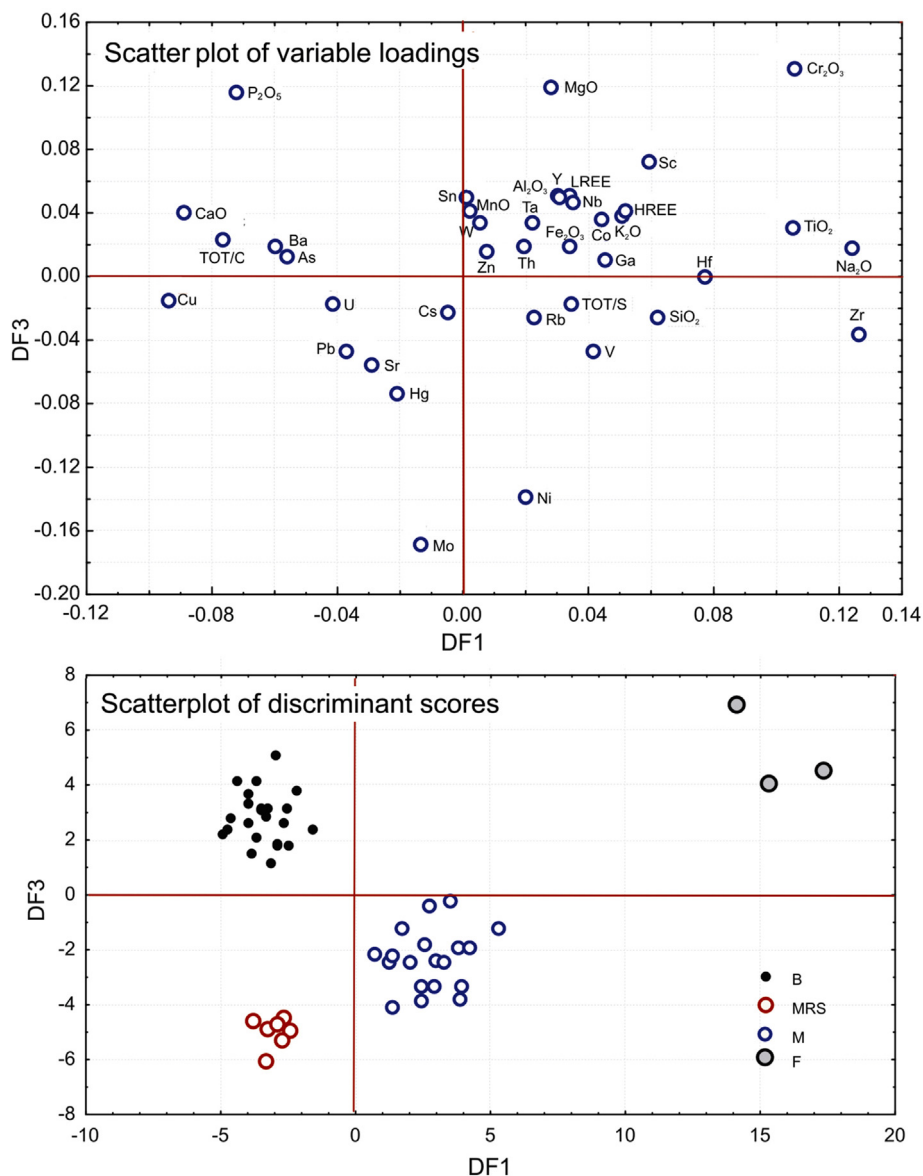 Scatter plot of variable loadings
0.16
0.12
0.08
0.04
0.00
-0.04
-0.08
-0.12
-0.16
-0.20
DF3
P₂O₅
MgO
Cr₂O₃
Sc
CaO
TOT/C
Ba
As
Sn
MnO
W
Zn
Al₂O₃
Y
LREE
Nb
Ta
Th
Fe₂O₃
Co
K₂O
HREE
Ga
TiO₂
Na₂O
Hf
Cu
U
Cs
Rb
TOT/S
SiO₂
Zr
Pb
Sr
V
Hg
Ni
Mo
-0.12
-0.08
-0.04
0.00
0.02
0.04
0.08
0.12
0.14
DF1
Scatterplot of discriminant scores
8
6
4
2
0
-2
-4
-6
-8
DF3
B
MRS
M
F
-10
-5
0
5
10
15
20
DF1